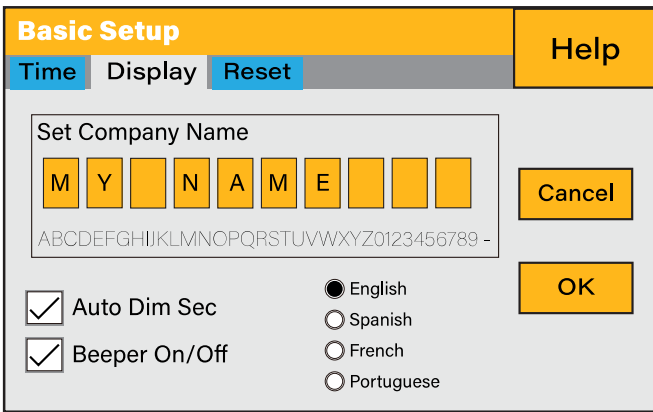 Basic Setup
Help
Time Display Reset
Set Company Name
M Y N A M E
ABCDEFGHIJKLMNOPQRSTUVWXYZ0123456789 -
Cancel
OK
Auto Dim Sec
Beeper On/Off
English
Spanish
French
Portuguese